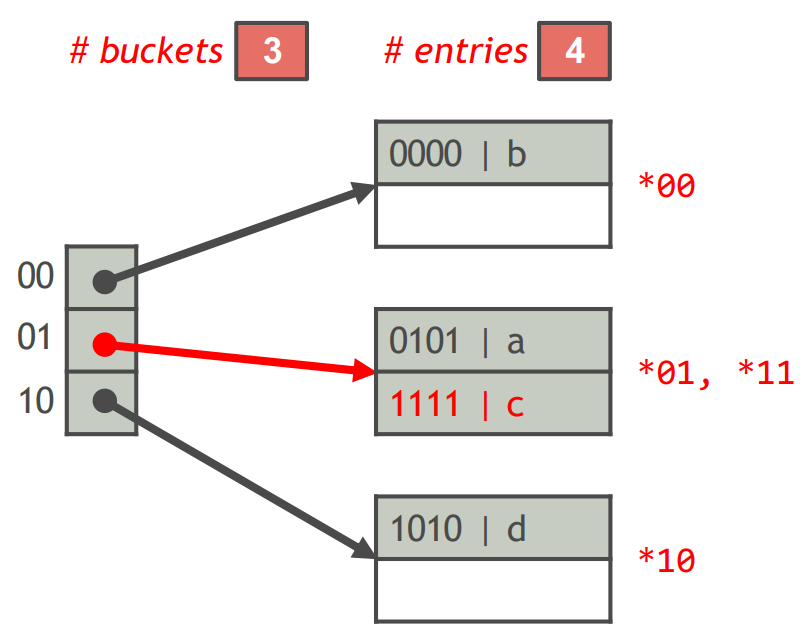 # buckets 3 # entries 4
0000 | b
*00
00
01
10
0101 | a
1111 | c
*01, *11
1010 | d
*10